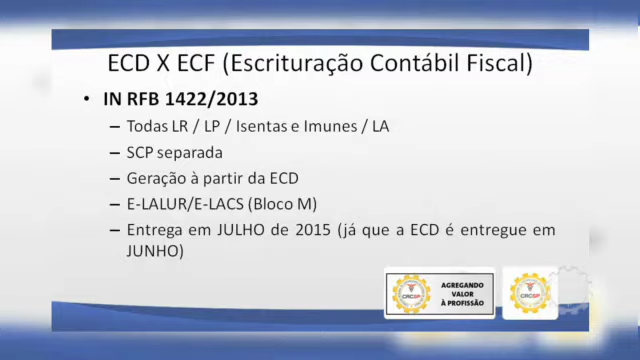 ECD X ECF (Escrituração Contábil Fiscal)
• IN RFB 1422/2013
– Todas LR / LP / Isentas e Imunes / LA
– SCP separada
– Geração à partir da ECD
– E-LALUR/E-LACS (Bloco M)
– Entrega em JULHO de 2015 (já que a ECD é entregue em
JUNHO)
CRCSP
AGREGANDO
VALOR
À PROFISSÃO
CRCSP